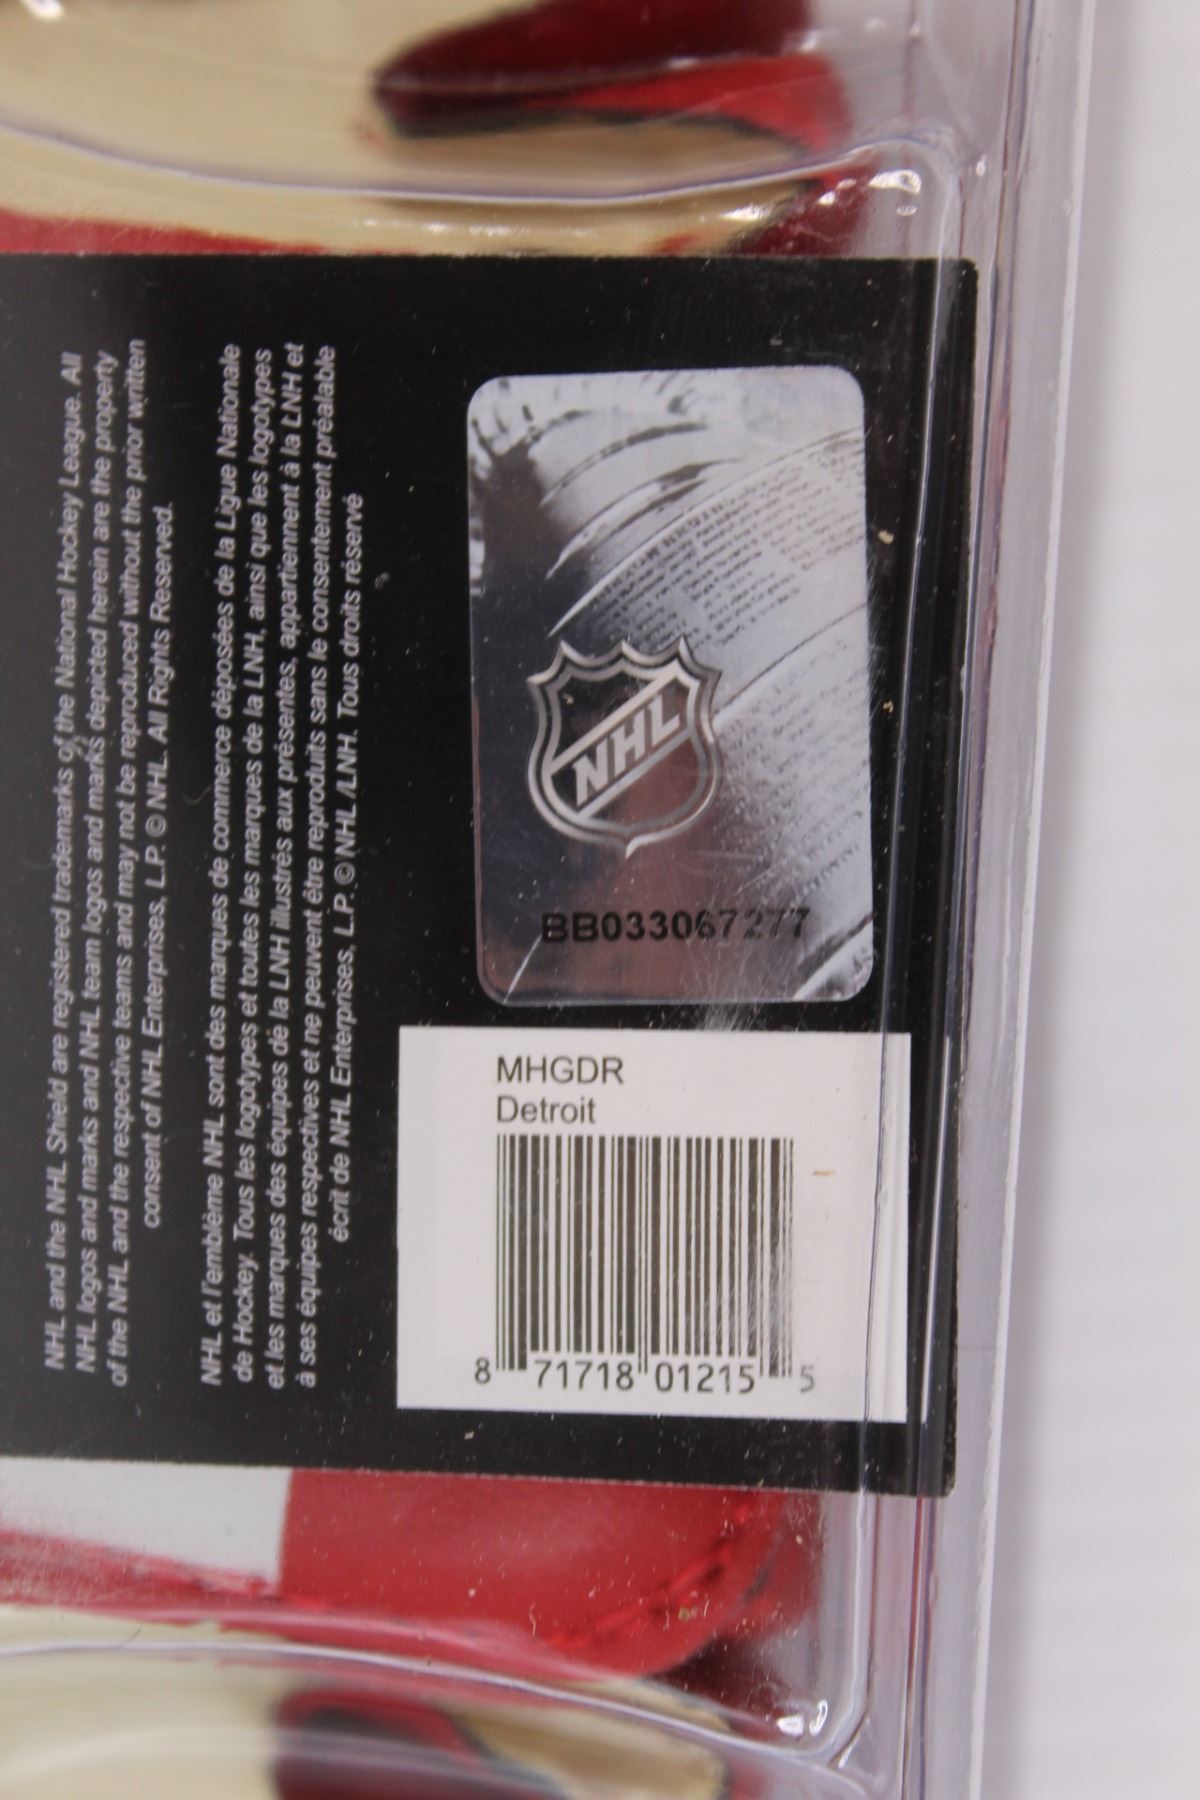 NHL and the NHL Shield are registered trademarks of the National Hockey League. All
NHL logos and marks and NHL team logos and marks depicted herein are the property
of the NHL and the respective teams and may not be reproduced without the prior written
consent of NHL Enterprises, L.P. © NHL. All Rights Reserved.
NHL et l'emblème NHL sont des marques de commerce déposées de la Ligue Nationale
de Hockey. Tous les logotypes et toutes les marques de la LNH, ainsi que les logotypes
et les marques des équipes de la LNH illustrés aux présentes, appartiennent à la LNH et
à ses équipes respectives et ne peuvent être reproduits sans le consentement préalable
écrit de NHL Enterprises, L.P. © NHL / LNH. Tous droits réservé
NHL
BB033067277
MHGDR
Detroit
8 71718 01215 5